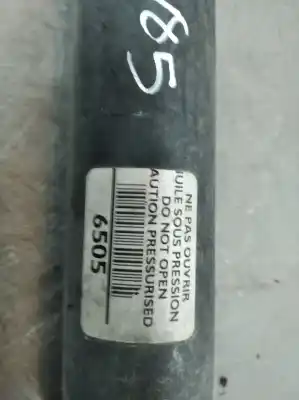 185
NE PAS OUVRIR
HUILE SOUS PRESSION
DO NOT OPEN
CAUTION PRESSURISED
6505